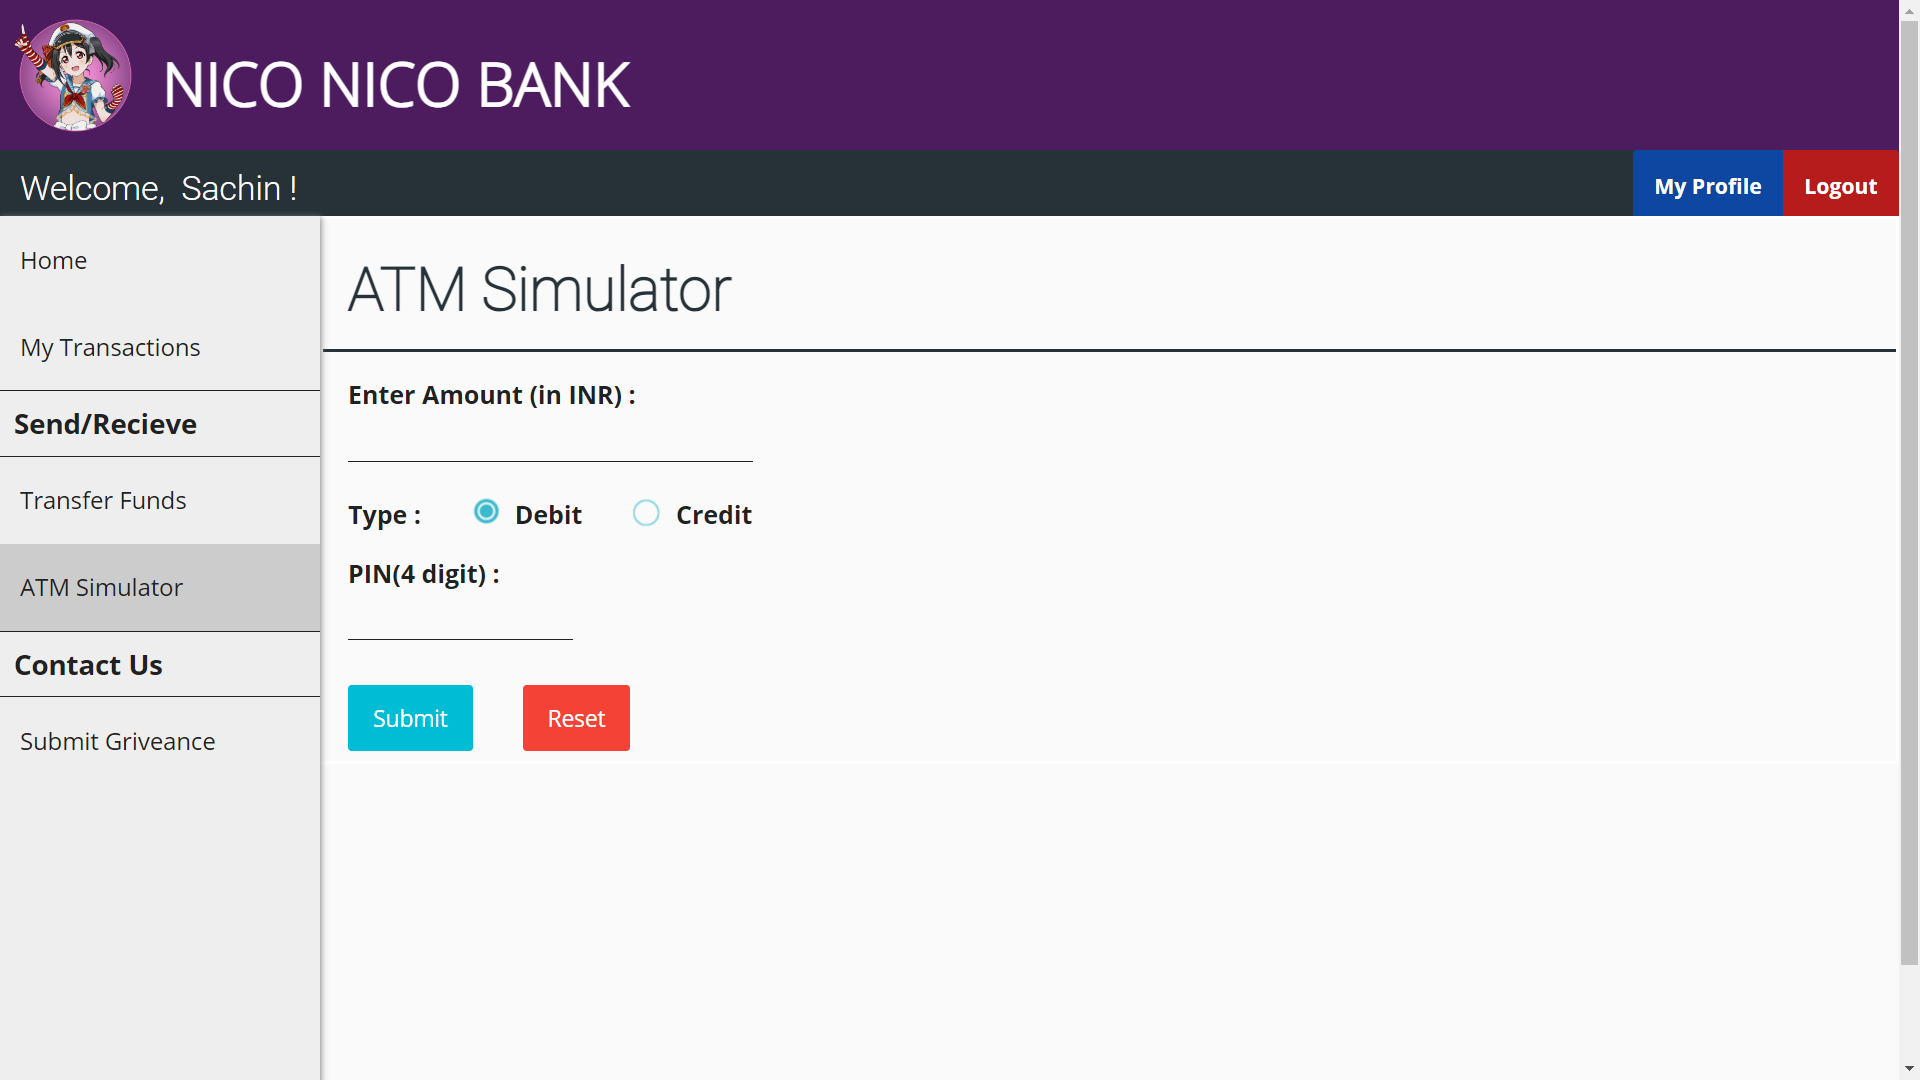 NICO NICO BANK
Welcome, Sachin !
My Profile
Logout
Home
My Transactions
Send/Recieve
Transfer Funds
ATM Simulator
Contact Us
Submit Griveance
ATM Simulator
Enter Amount (in INR) :
Type : Debit Credit
PIN(4 digit) :
Submit Reset